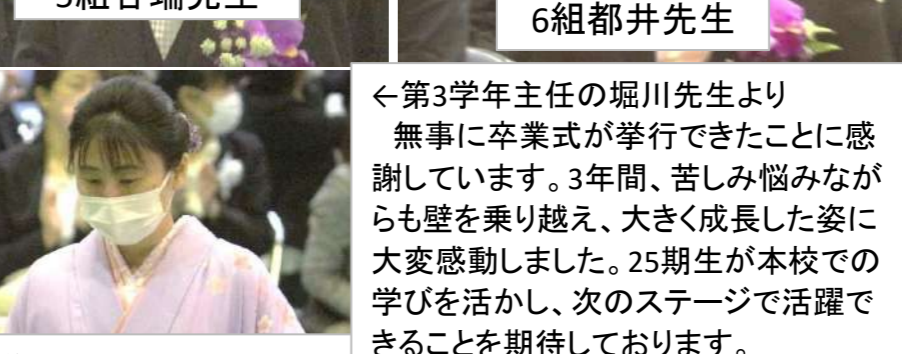 6組都井先生
←第3学年主任の堀川先生より
無事に卒業式が挙行できたことに感
謝しています。3年間、苦しみ悩みなが
らも壁を乗り越え、大きく成長した姿に
大変感動しました。25期生が本校での
学びを活かし、次のステージで活躍で
きることを期待しております。